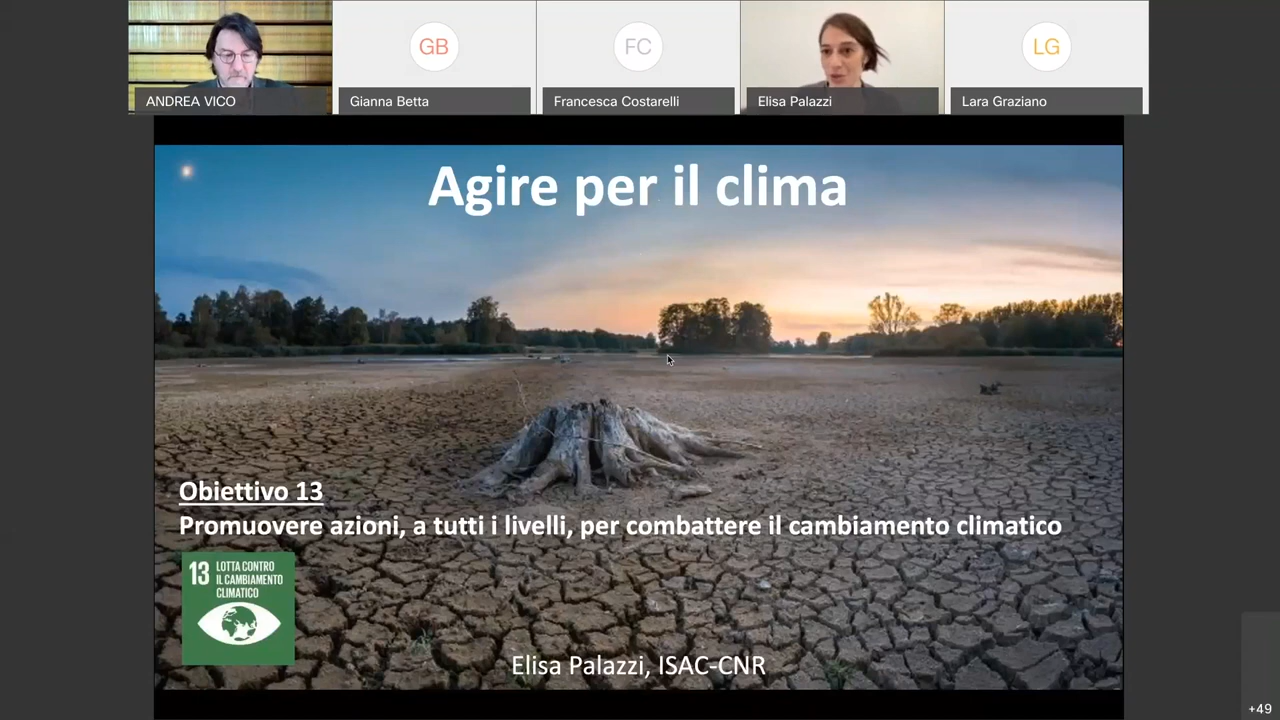 GB
FC
LG
ANDREA VICO
Gianna Betta
Francesca Costarelli
Elisa Palazzi
Lara Graziano
Agire per il clima
Obiettivo 13
Promuovere azioni, a tutti i livelli, per combattere il cambiamento climatico
13 LOTTA CONTRO
IL CAMBIAMENTO
CLIMATICO
Elisa Palazzi, ISAC-CNR
+49